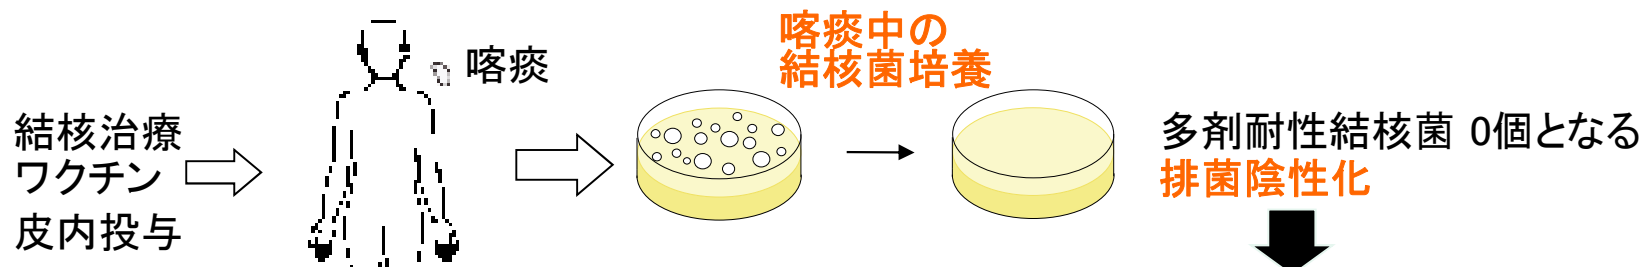 結核治療
ワクチン
皮内投与
喀痰
喀痰中の
結核菌培養
多剤耐性結核菌 0個となる
排菌陰性化